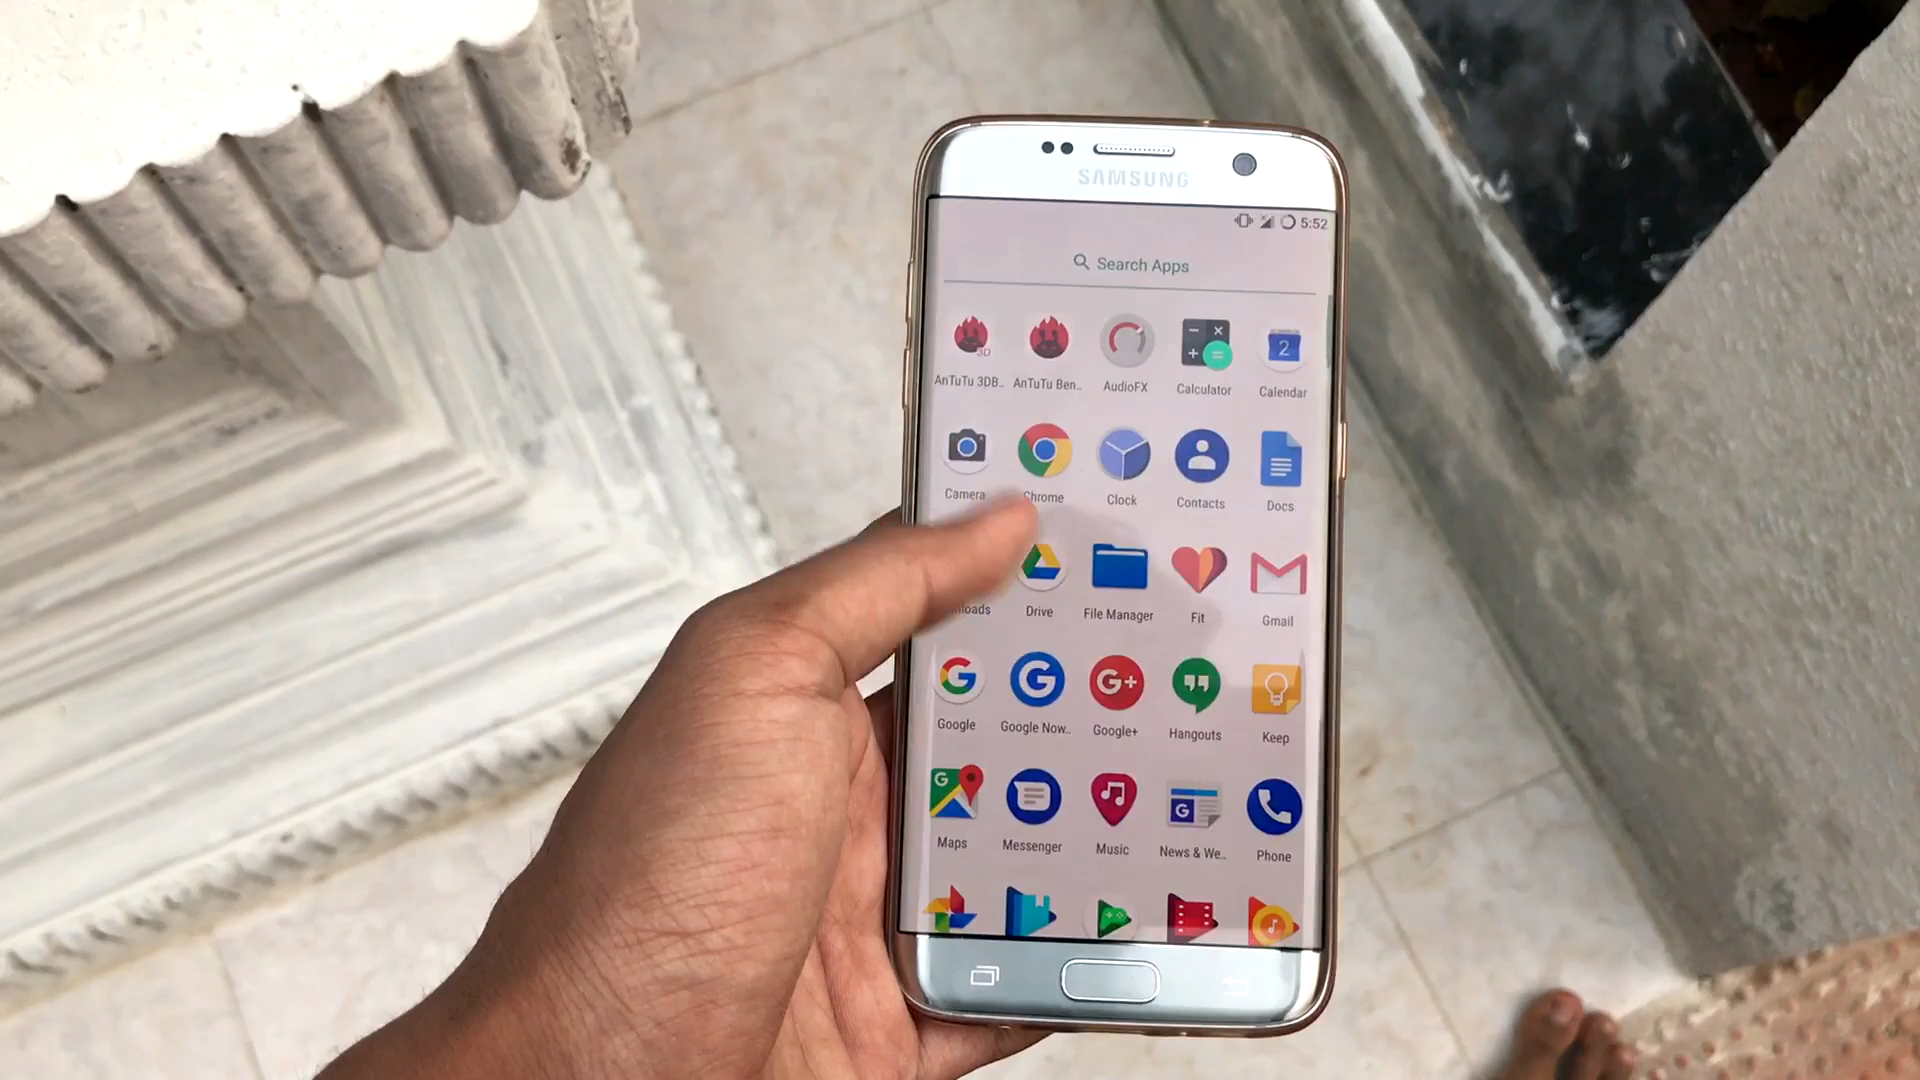 SAMSUNG
5:52
Search Apps
AnTuTu 3DB..
AnTuTu Ben..
AudioFX
Calculator
Calendar
Camera
Chrome
Clock
Contacts
Docs
nloads
Drive
File Manager
Fit
Gmail
Google
Google Now..
Google+
Hangouts
Keep
Maps
Messenger
Music
News & We..
Phone